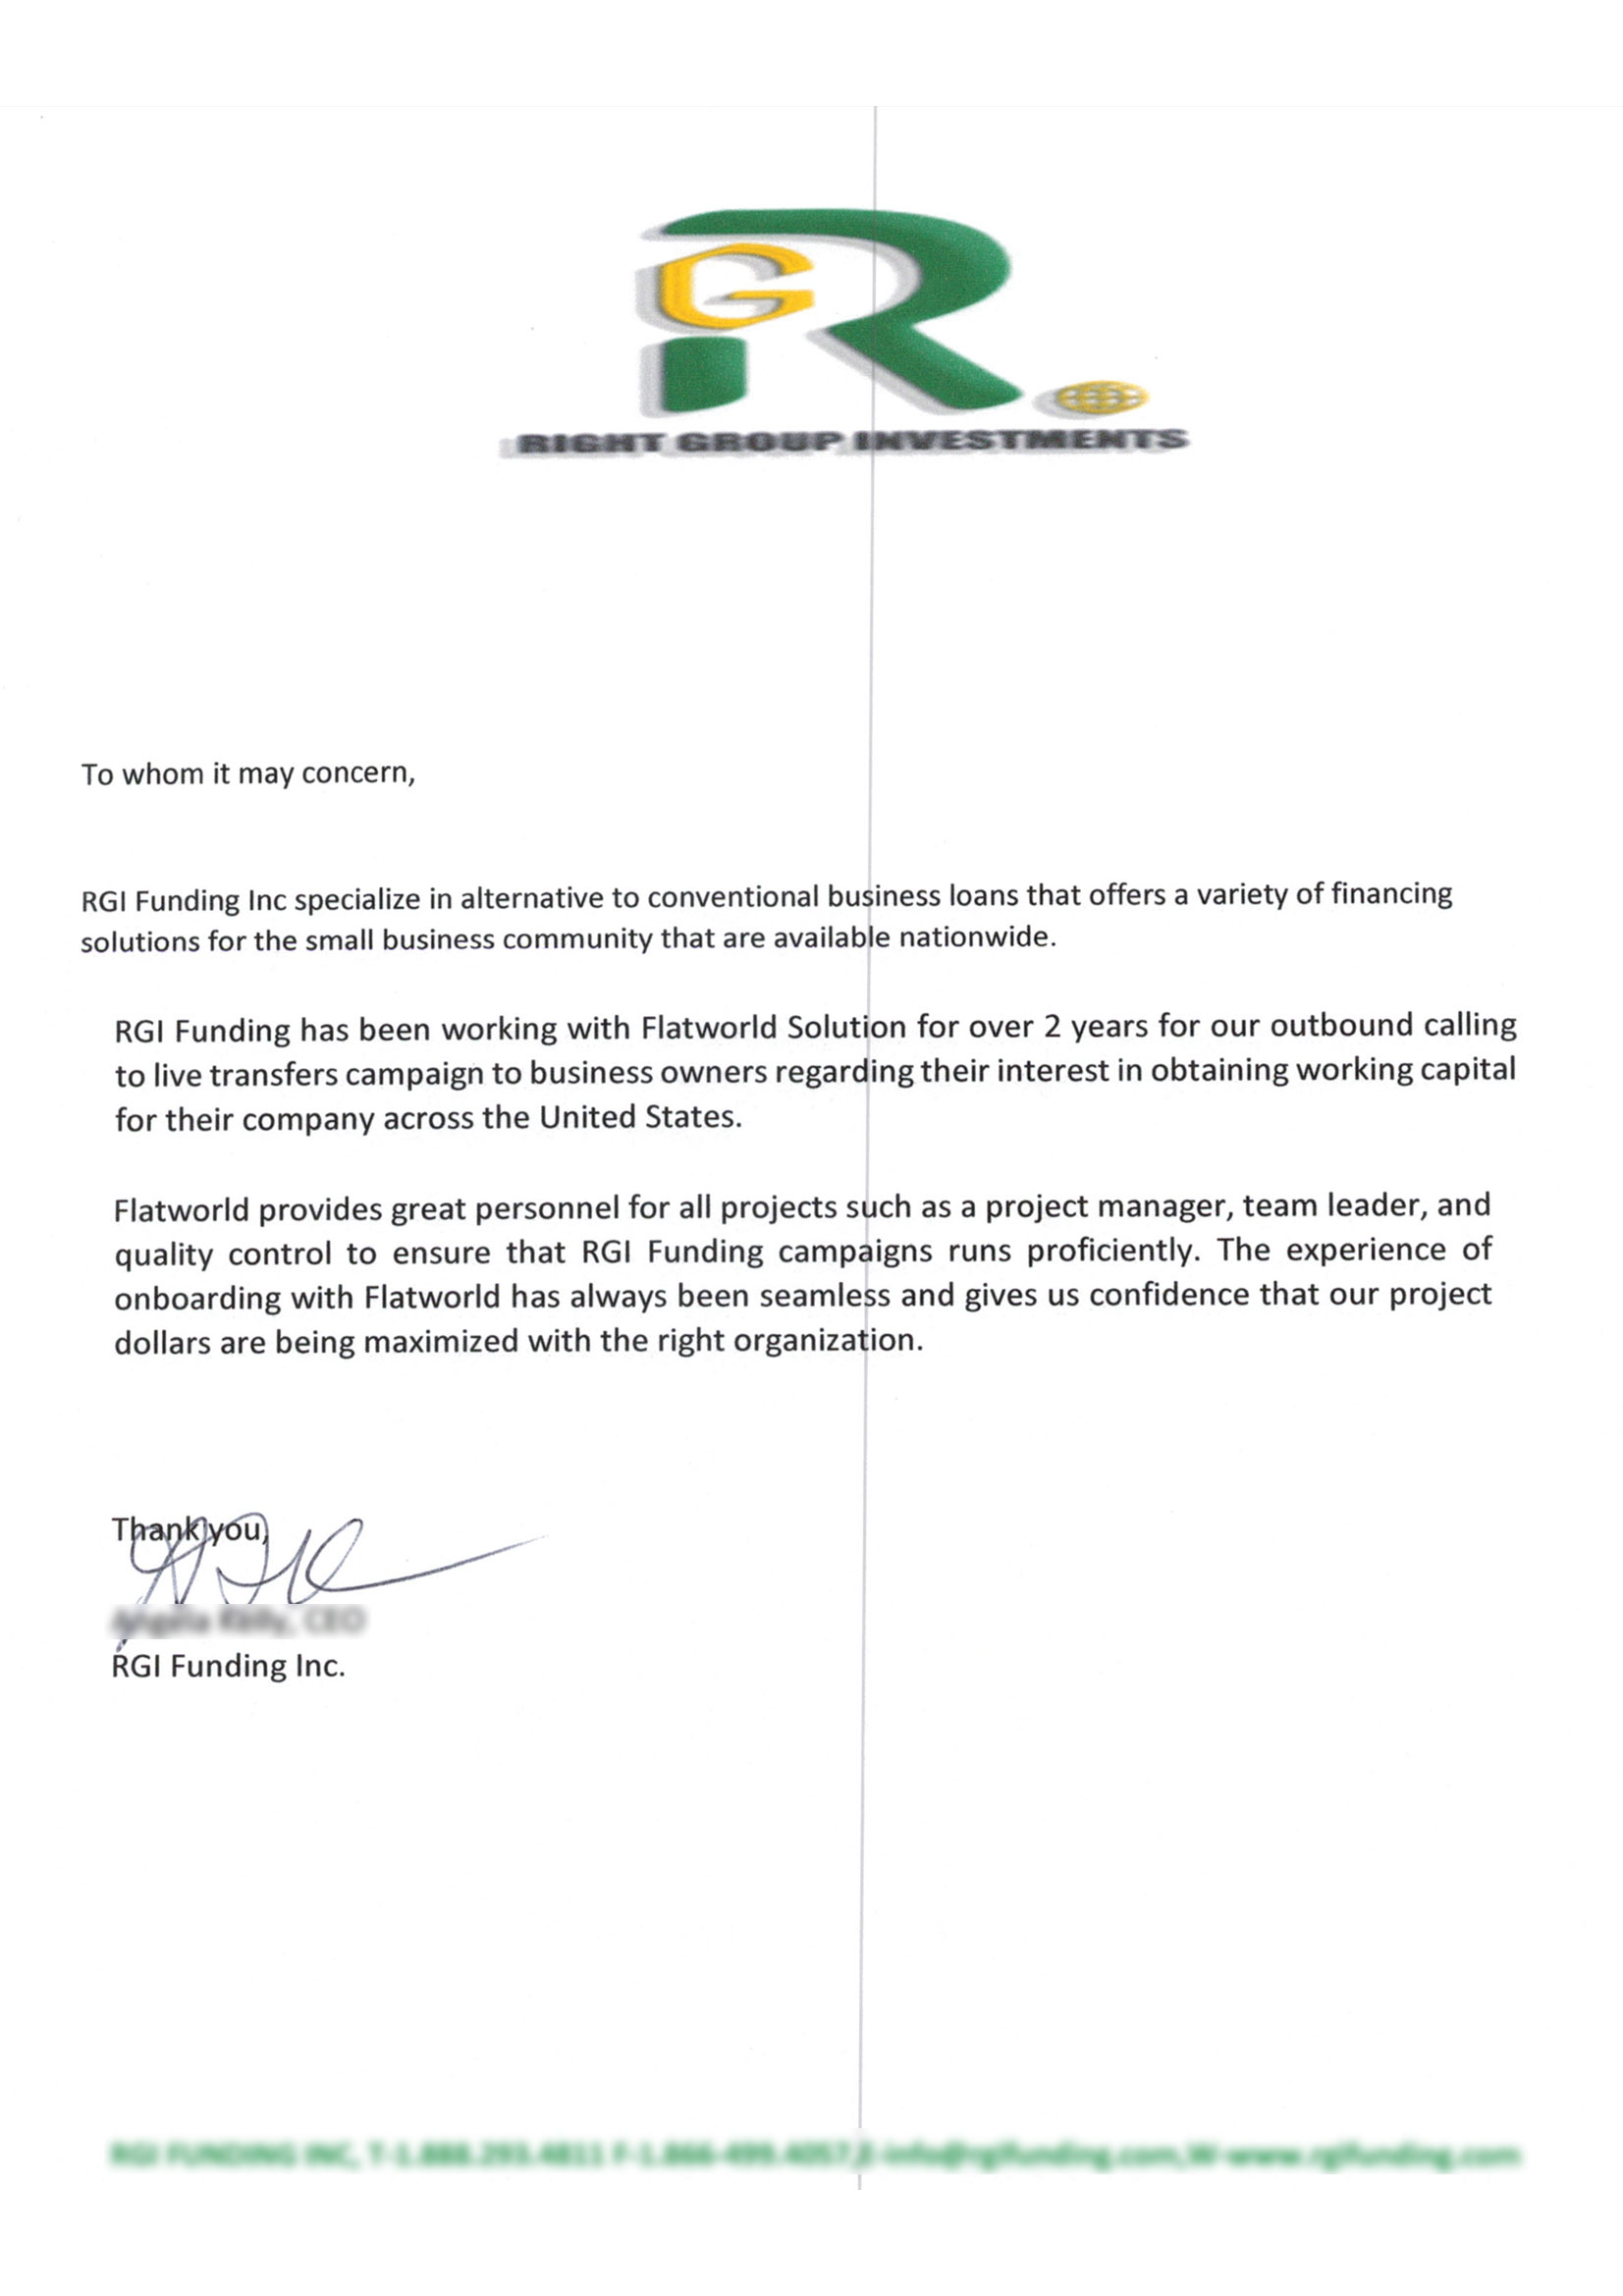 RIGHT GROUP INVESTMENTS
To whom it may concern,
RGI Funding Inc specialize in alternative to conventional business loans that offers a variety of financing
solutions for the small business community that are available nationwide.
RGI Funding has been working with Flatworld Solution for over 2 years for our outbound calling
to live transfers campaign to business owners regarding their interest in obtaining working capital
for their company across the United States.
Flatworld provides great personnel for all projects such as a project manager, team leader, and
quality control to ensure that RGI Funding campaigns runs proficiently. The experience of
onboarding with Flatworld has always been seamless and gives us confidence that our project
dollars are being maximized with the right organization.
Thank you,
RGI Funding Inc.